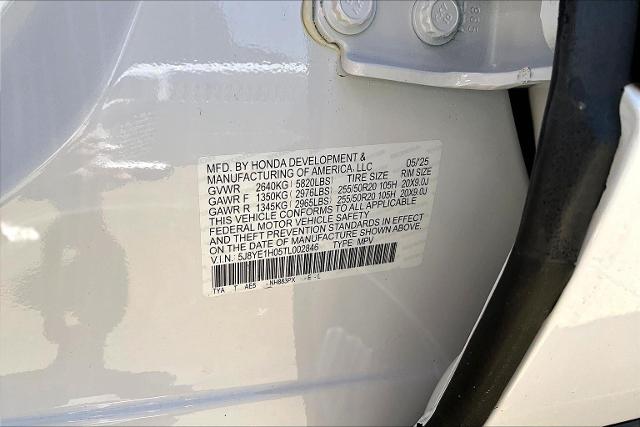 MFD. BY HONDA DEVELOPMENT & 05/25
MANUFACTURING OF AMERICA, LLC
GVWR 2640KG( 5820LBS) TIRE SIZE RIM SIZE
GAWR F 1350KG( 2976LBS) 255/50R20 105H 20X9.0J
GAWR R 1345KG( 2965LBS) 255/50R20 105H 20X9.0J
THIS VEHICLE CONFORMS TO ALL APPLICABLE
FEDERAL MOTOR VEHICLE SAFETY
AND THEFT PREVENTION STANDARDS IN EFFECT
ON THE DATE OF MANUFACTURE SHOWN ABOVE.
V.I.N.: 5J8YE1H05TL002846 TYPE: MPV
TYA T AE5 NH883PX -E -L